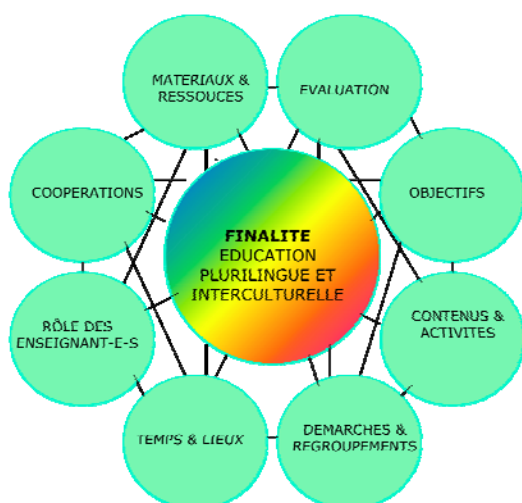 MATERIAUX &
RESSOUCES
EVALUATION
COOPERATIONS
OBJECTIFS
FINALITE
EDUCATION
PLURILINGUE ET
INTERCULTURELLE
RÔLE DES
ENSEIGNANT-E-S
CONTENUS &
ACTIVITES
TEMPS & LIEUX
DEMARCHES &
REGROUPEMENTS